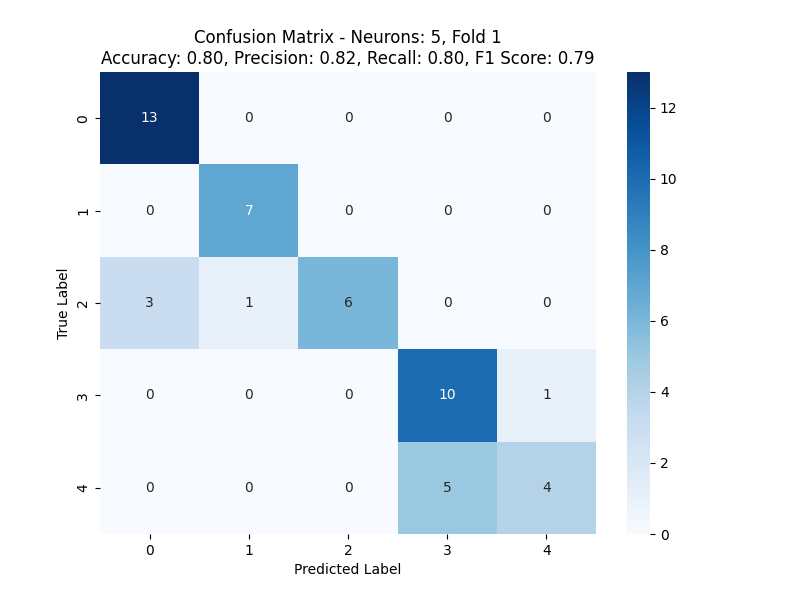 Confusion Matrix - Neurons: 5, Fold 1
Accuracy: 0.80, Precision: 0.82, Recall: 0.80, F1 Score: 0.79
True Label
0 13 0 0 0 0
1 0 7 0 0 0
2 3 1 6 0 0
3 0 0 0 10 1
4 0 0 0 5 4
0 1 2 3 4
Predicted Label
12
10
8
6
4
2
0